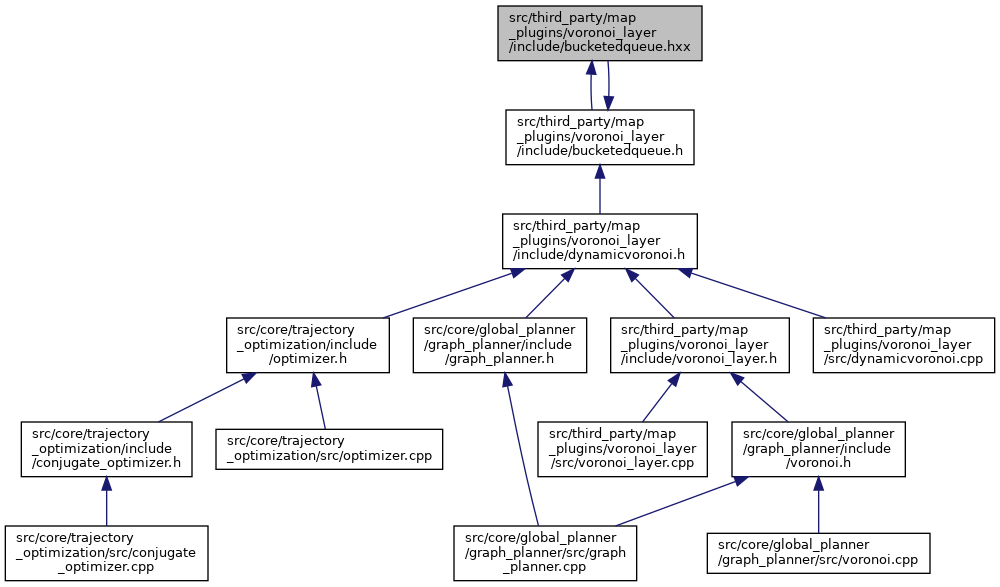 src/third_party/map
_plugins/voronoi_layer
/include/bucketedqueue.hxx
src/third_party/map
_plugins/voronoi_layer
/include/bucketedqueue.h
src/third_party/map
_plugins/voronoi_layer
/include/dynamicvoronoi.h
src/core/trajectory
_optimization/include
/optimizer.h
src/core/global_planner
/graph_planner/include
/graph_planner.h
src/third_party/map
_plugins/voronoi_layer
/include/voronoi_layer.h
src/third_party/map
_plugins/voronoi_layer
/src/dynamicvoronoi.cpp
src/core/trajectory
_optimization/include
/conjugate_optimizer.h
src/core/trajectory
_optimization/src/optimizer.cpp
src/third_party/map
_plugins/voronoi_layer
/src/voronoi_layer.cpp
src/core/global_planner
/graph_planner/include
/voronoi.h
src/core/trajectory
_optimization/src/conjugate
_optimizer.cpp
src/core/global_planner
/graph_planner/src/graph
_planner.cpp
src/core/global_planner
/graph_planner/src/voronoi.cpp